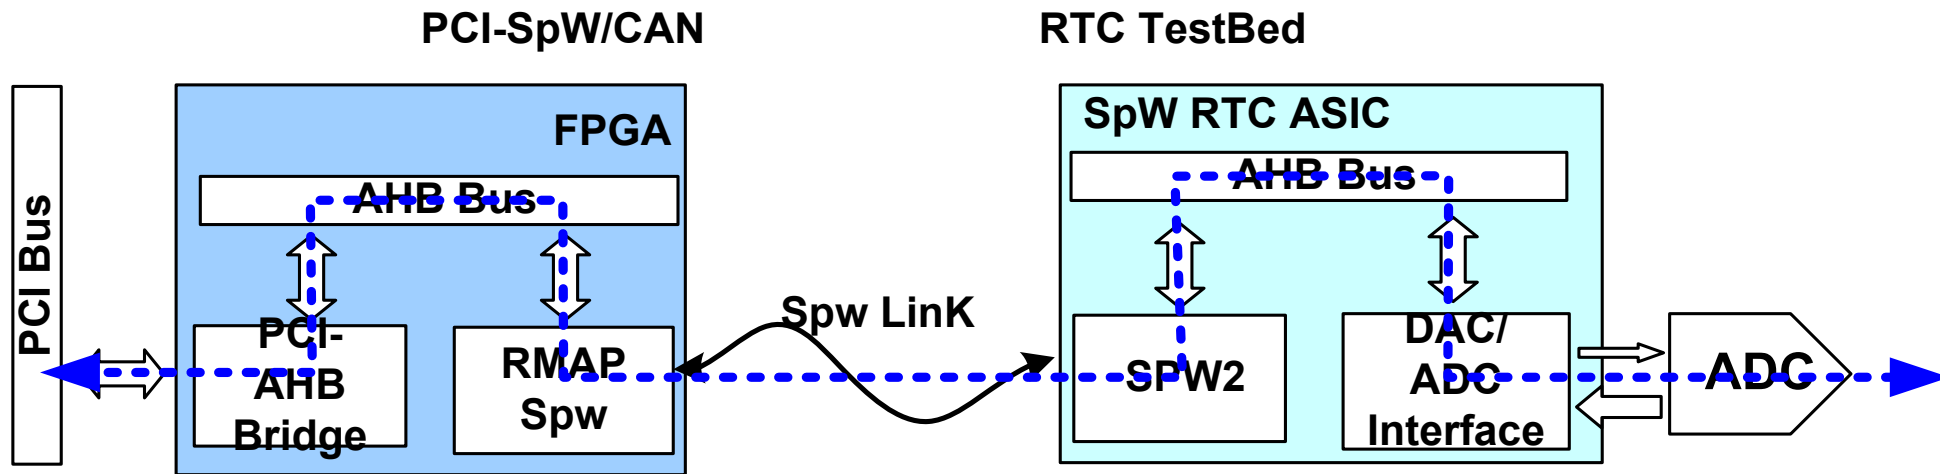 PCI-SpW/CAN
RTC TestBed
PCI Bus
FPGA
AHB Bus
PCI-
AHB
Bridge
RMAP
Spw
Spw LinK
SpW RTC ASIC
AHB Bus
SPW2
DAC/
ADC
Interface
ADC